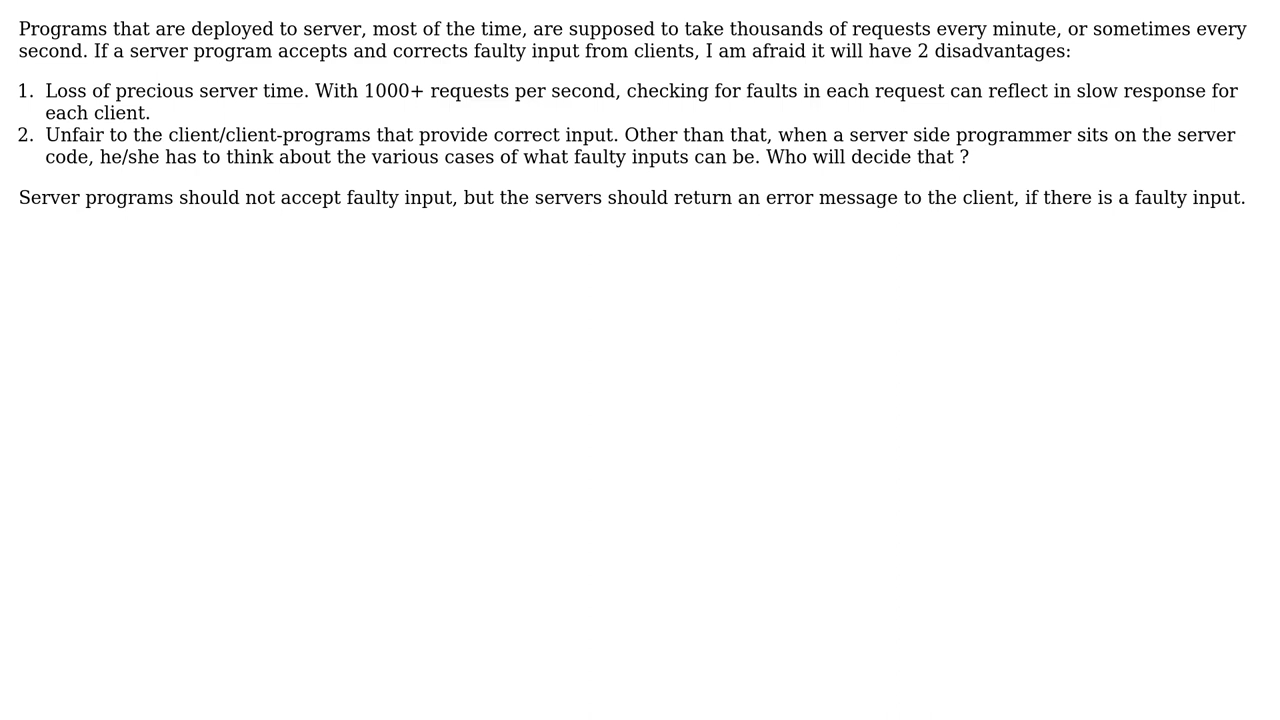 Programs that are deployed to server, most of the time, are supposed to take thousands of requests every minute, or sometimes every
second. If a server program accepts and corrects faulty input from clients, I am afraid it will have 2 disadvantages:
1. Loss of precious server time. With 1000+ requests per second, checking for faults in each request can reflect in slow response for
each client.
2. Unfair to the client/client-programs that provide correct input. Other than that, when a server side programmer sits on the server
code, he/she has to think about the various cases of what faulty inputs can be. Who will decide that ?
Server programs should not accept faulty input, but the servers should return an error message to the client, if there is a faulty input.